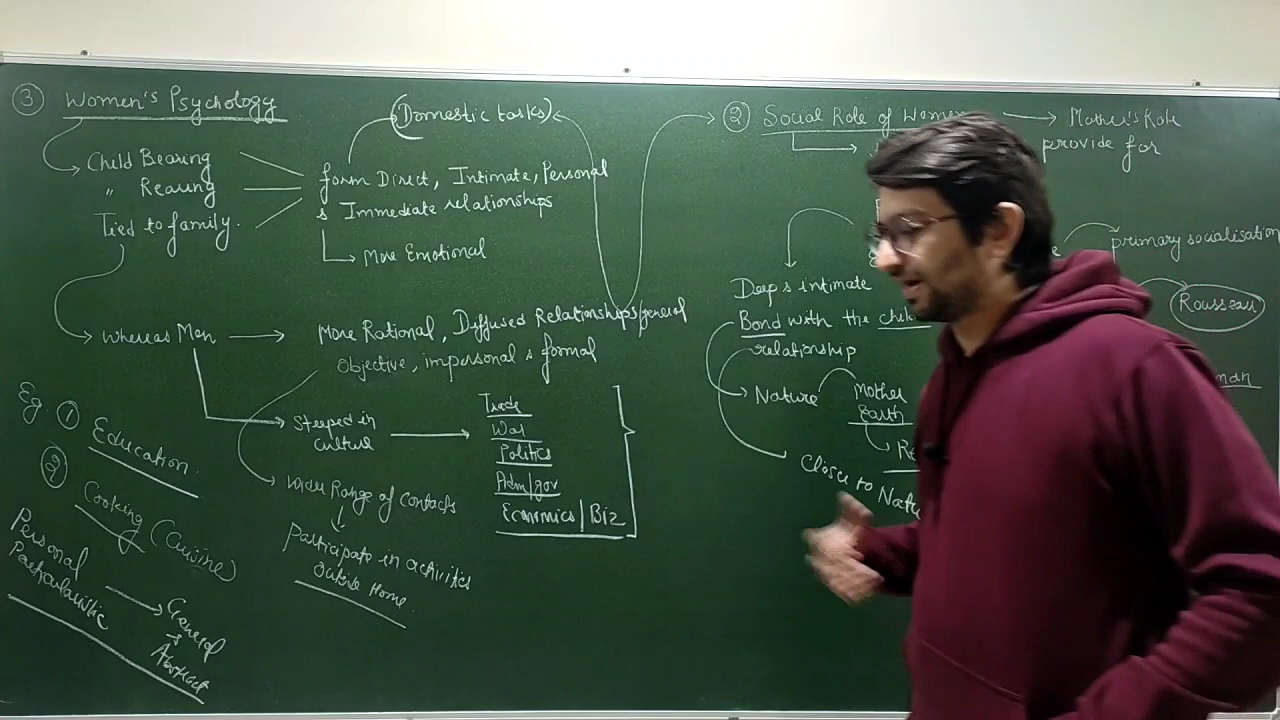 ③ Women's Psychology
Child Bearing
" Rearing
Tied to family.
(Domestic tasks)
form Direct, Intimate, Personal
& Immediate relationships
More Emotional
Whereas Men
More Rational, Diffused Relationships/general
objective, impersonal & formal
Steeped in
culture
Trade
War
Politics
Adm/gov
Economics/Biz
Wider Range of contacts
Participate in activities
outside Home.
Eg. ① Education.
② Cooking (Cuisine)
Personal
Particularistic
General
Abstract
② Social Role of Women
Mother's Role
provide for
primary socialisation
Rousseau
Deep & intimate
Bond with the
relationship
Nature
Mother
Earth
Closer to